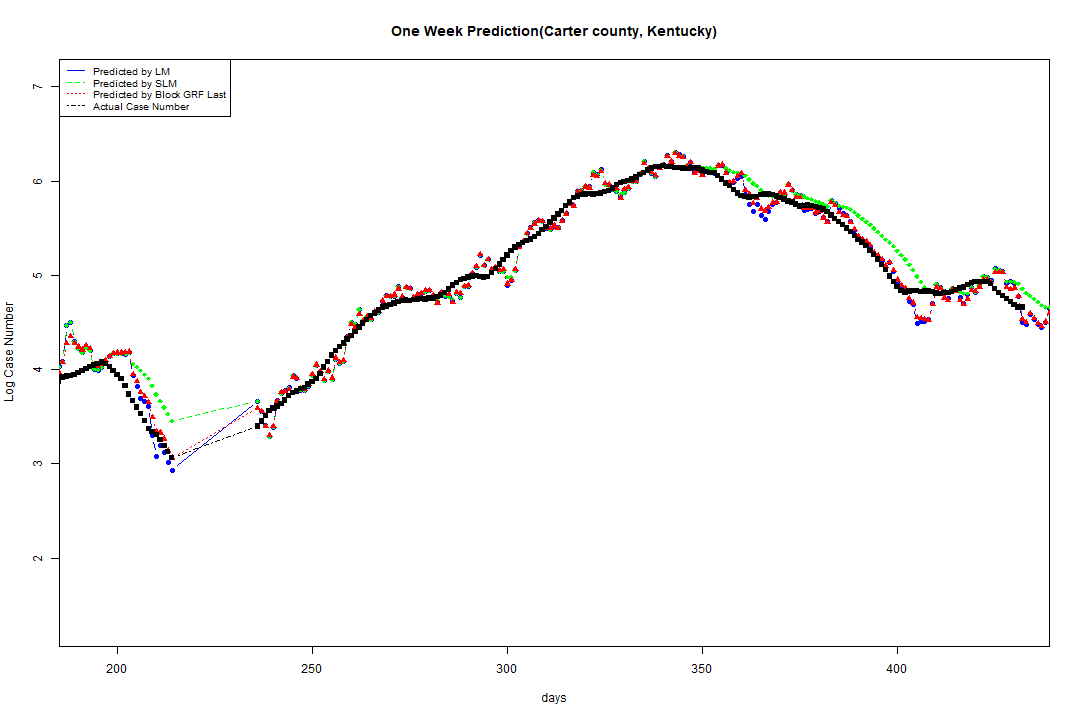 One Week Prediction(Carter county, Kentucky)
Predicted by LM
Predicted by SLM
Predicted by Block GRF Last
Actual Case Number
7
6
5
4
3
2
Log Case Number
200 250 300 350 400
days